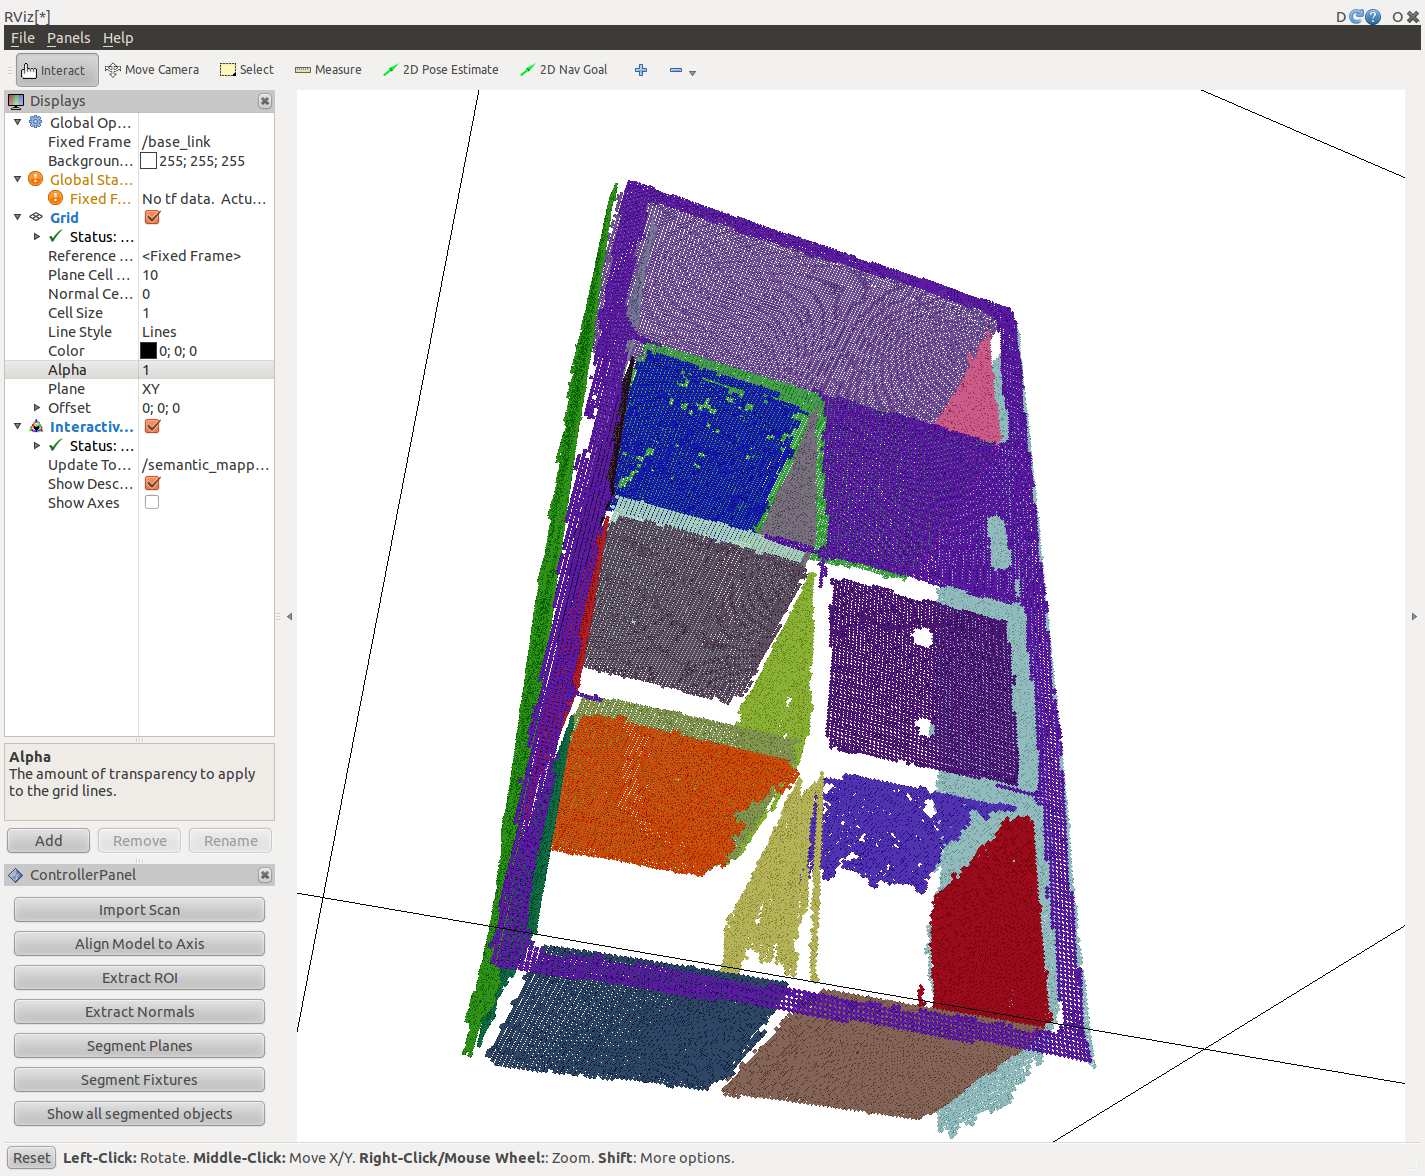 RViz[*]
D O
File Panels Help
Interact Move Camera Select Measure 2D Pose Estimate 2D Nav Goal
Displays
Global Op...
Fixed Frame /base_link
Backgroun... 255; 255; 255
Global Sta...
Fixed F... No tf data. Actu...
Grid
Status: ...
Reference ... <Fixed Frame>
Plane Cell ... 10
Normal Ce... 0
Cell Size 1
Line Style Lines
Color 0; 0; 0
Alpha 1
Plane XY
Offset 0; 0; 0
Interactiv...
Status: ...
Update To... /semantic_mapp...
Show Desc...
Show Axes
Alpha
The amount of transparency to apply
to the grid lines.
Add Remove Rename
ControllerPanel
Import Scan
Align Model to Axis
Extract ROI
Extract Normals
Segment Planes
Segment Fixtures
Show all segmented objects
Reset Left-Click: Rotate. Middle-Click: Move X/Y. Right-Click/Mouse Wheel:: Zoom. Shift: More options.